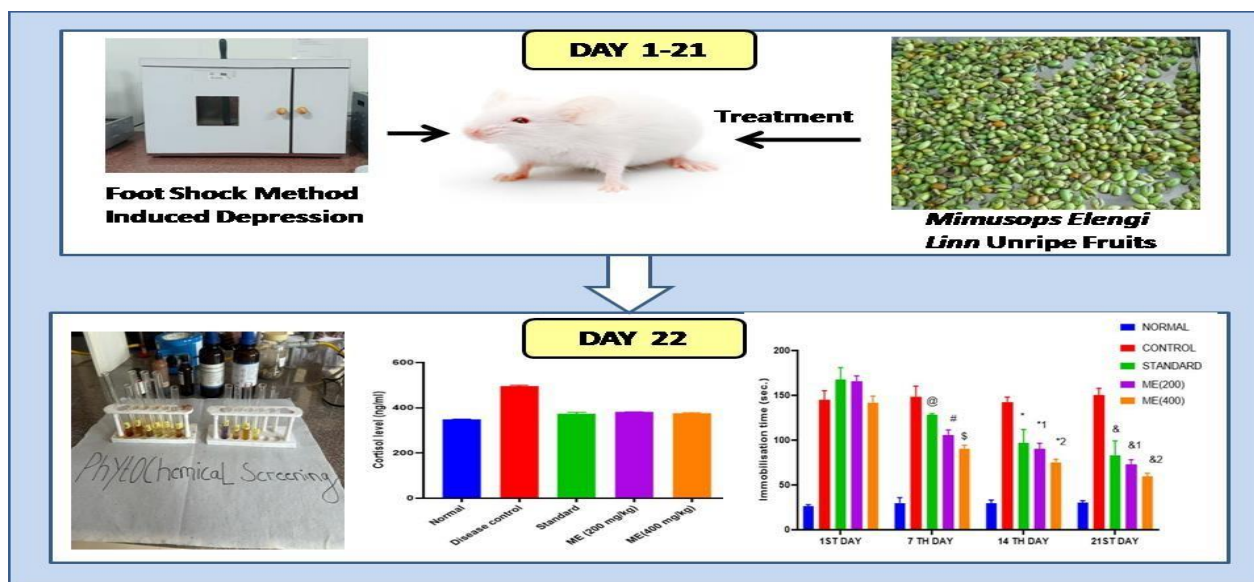 DAY 1-21
Foot Shock Method
Induced Depression
Treatment
Mimusops Elengi
Linn Unripe Fruits
DAY 22
PhytoChemical Screening
Cortisol level (ng/ml)
600
400
200
0
Normal
Disease control
Standard
ME (200 mg/kg)
ME(400 mg/kg)
Immobilisation time (sec.)
200
150
100
50
0
@
#
$
*
*1
*2
&
&1
&2
1ST DAY
7 TH DAY
14 TH DAY
21ST DAY
NORMAL
CONTROL
STANDARD
ME(200)
ME(400)